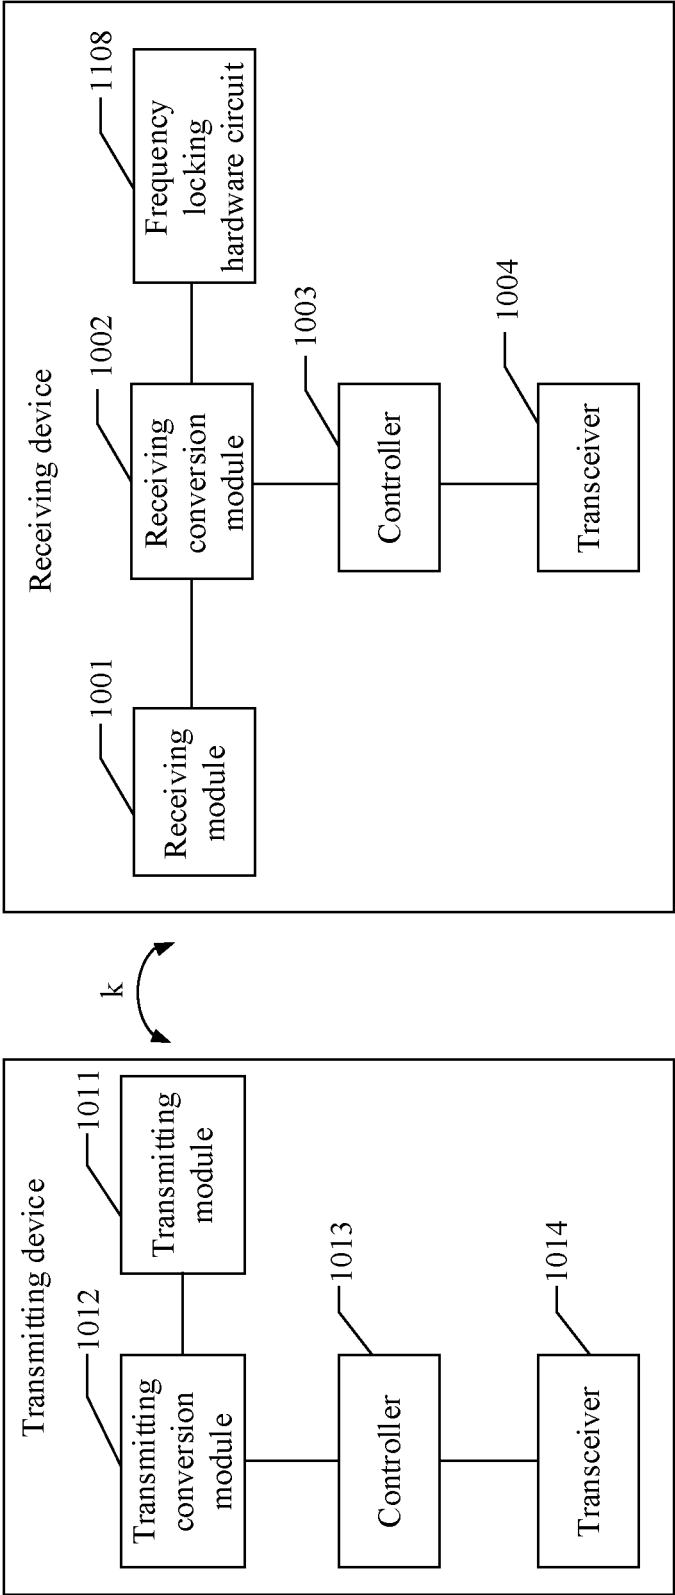 Transmitting device
1012
1011
Transmitting
conversion
module
Transmitting
module
1013
Controller
1014
Transceiver
k
Receiving device
1001
1002
1108
Receiving
module
Receiving
conversion
module
Frequency
locking
hardware circuit
1003
Controller
1004
Transceiver